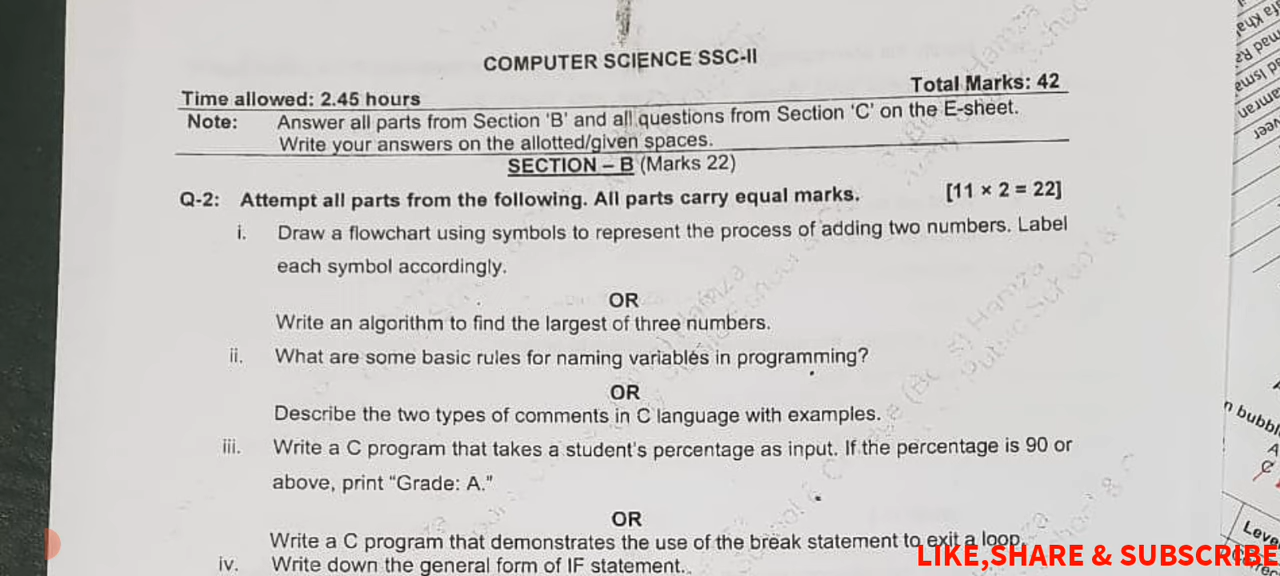 COMPUTER SCIENCE SSC-II
Time allowed: 2.45 hours
Total Marks: 42
Note: Answer all parts from Section 'B' and all questions from Section 'C' on the E-sheet.
Write your answers on the allotted/given spaces.
SECTION – B (Marks 22)
Q-2: Attempt all parts from the following. All parts carry equal marks. [11 × 2 = 22]
i. Draw a flowchart using symbols to represent the process of adding two numbers. Label
each symbol accordingly.
OR
Write an algorithm to find the largest of three numbers.
ii. What are some basic rules for naming variables in programming?
OR
Describe the two types of comments in C language with examples.
iii. Write a C program that takes a student's percentage as input. If the percentage is 90 or
above, print "Grade: A."
OR
Write a C program that demonstrates the use of the break statement to exit a loop.
iv. Write down the general form of IF statement.
LIKE,SHARE & SUBSCRIBE